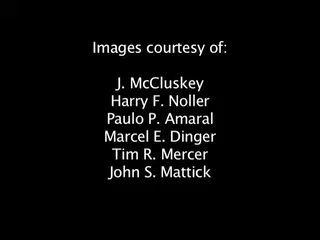 Images courtesy of:
J. McCluskey
Harry F. Noller
Paulo P. Amaral
Marcel E. Dinger
Tim R. Mercer
John S. Mattick